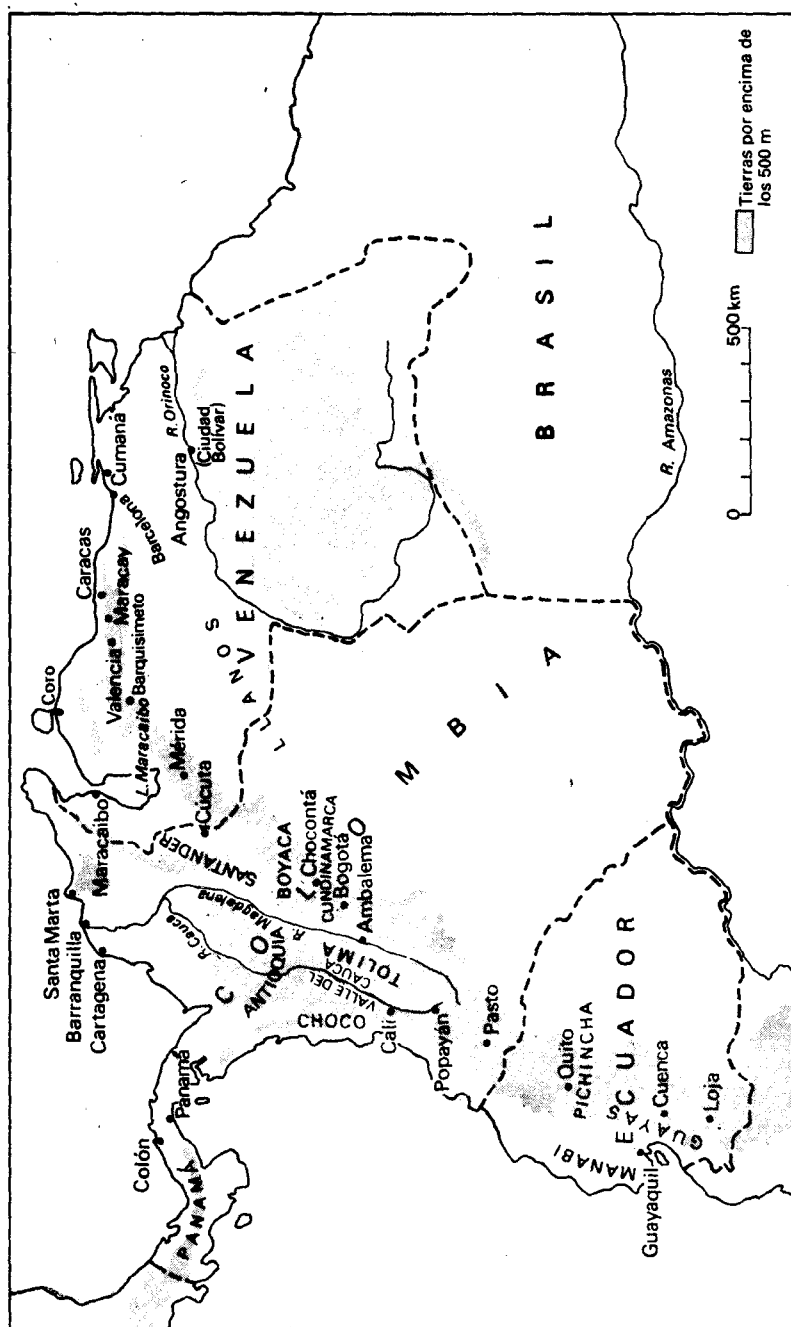 Santa Marta
Barranquilla
Cartagena
Colón
Panamá
PANAMÁ
Coro
Maracaibo
L. Maracaibo
Caracas
Valencia
Maracay
Barquisimeto
Barcelona
Cumaná
Mérida
Cúcuta
R. Orinoco
Angostura
(Ciudad
Bolívar)
VENEZUELA
LLANOS
SANTANDER
R. Cauca
R. Magdalena
ANTIOQUIA
BOYACA
Chocontá
CUNDINAMARCA
Bogotá
Ambalema
TOLIMA
VALLE DEL
CAUCA
CHOCO
Cali
Popayán
Pasto
COLOMBIA
Quito
PICHINCHA
ECUADOR
MANABI
GUAYAS
Guayaquil
Cuenca
Loja
BRASIL
R. Amazonas
0
500 km
Tierras por encima de
los 500 m